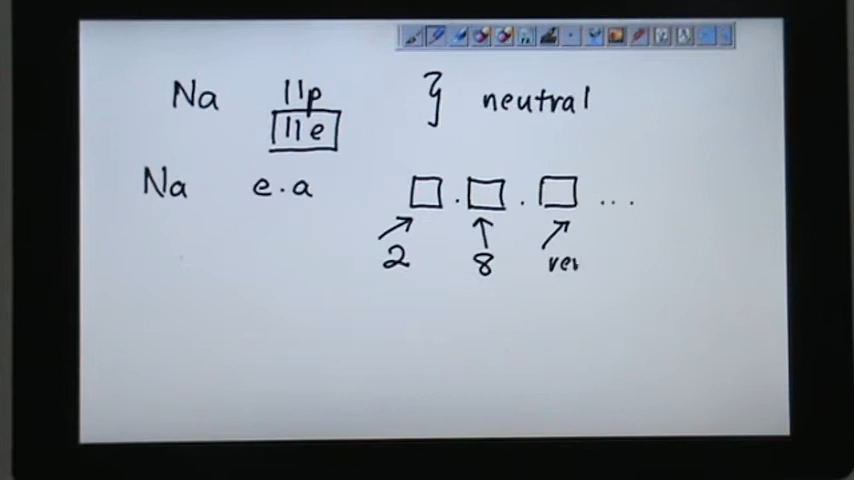 Na 11p } neutral
11e
Na e.a □ . □ . □ ...
2 8